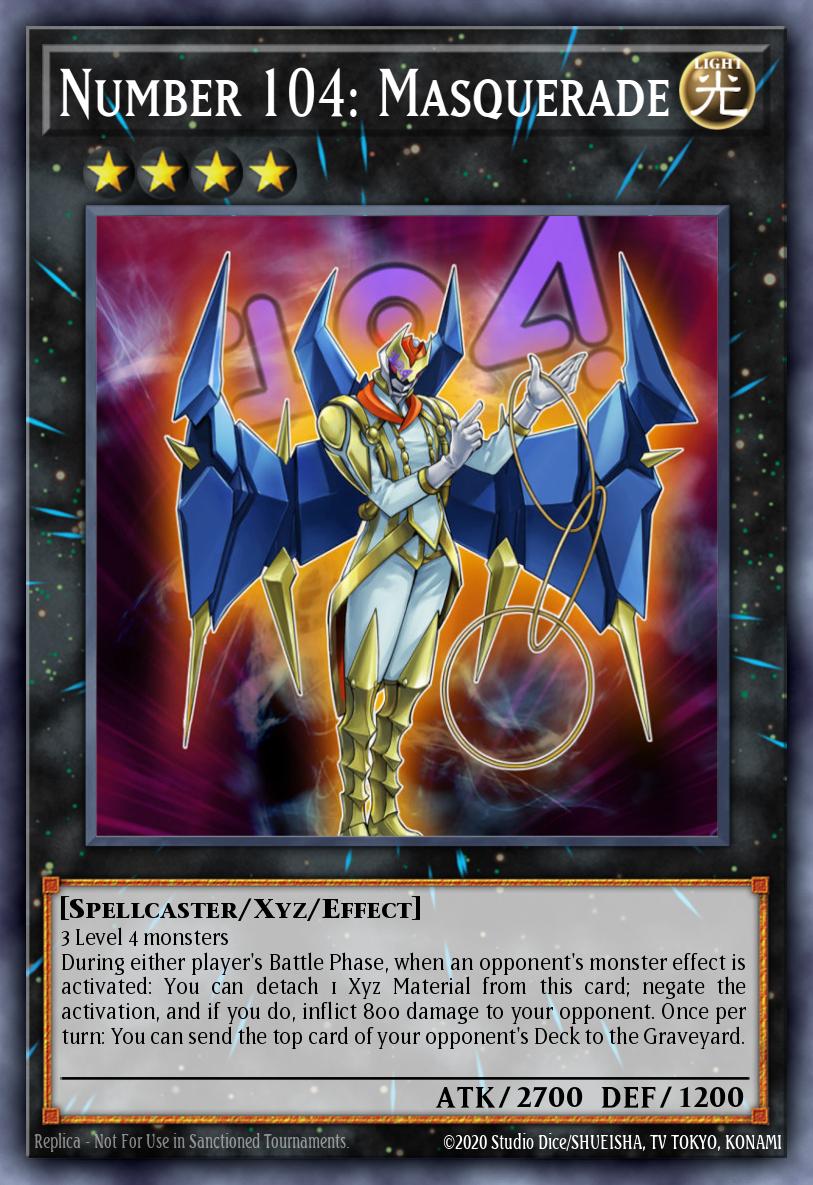 Number 104: Masquerade
LIGHT
光
104
[Spellcaster/Xyz/Effect]
3 Level 4 monsters
During either player's Battle Phase, when an opponent's monster effect is
activated: You can detach 1 Xyz Material from this card; negate the
activation, and if you do, inflict 800 damage to your opponent. Once per
turn: You can send the top card of your opponent's Deck to the Graveyard.
ATK/2700 DEF/1200
Replica - Not For Use in Sanctioned Tournaments.
©2020 Studio Dice/SHUEISHA, TV TOKYO, KONAMI